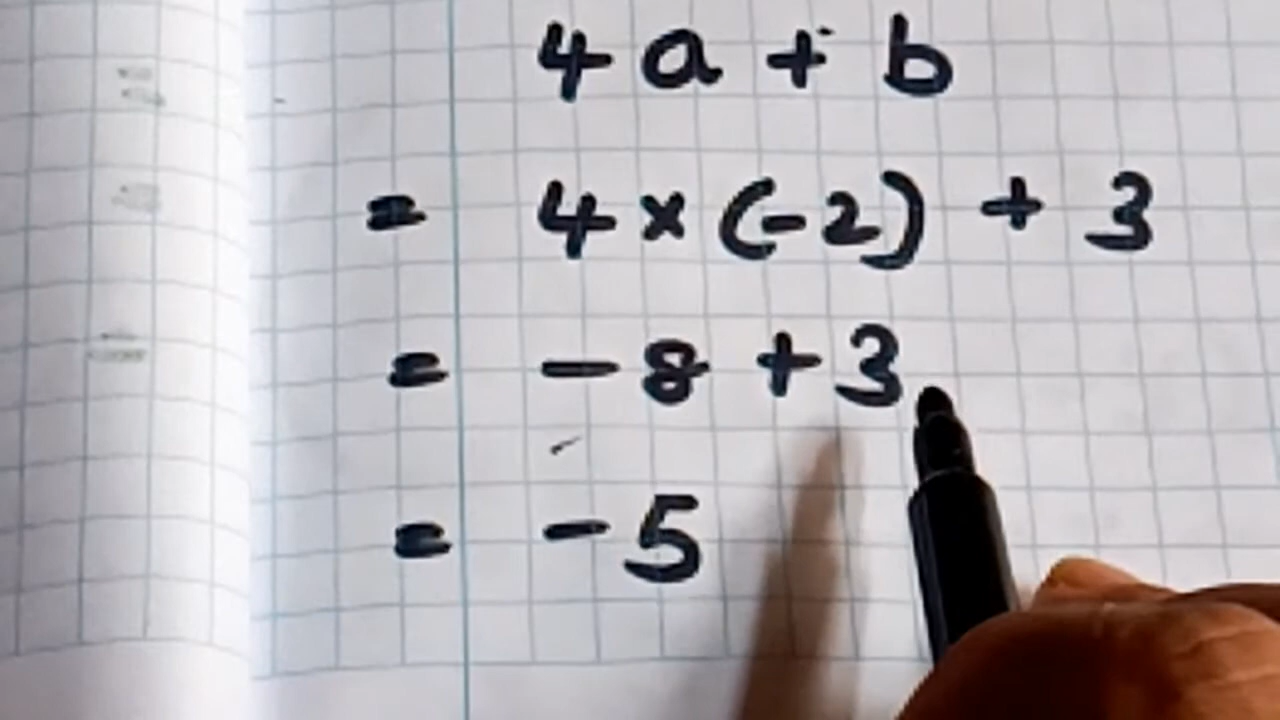 4a + b
= 4 × (-2) + 3
= -8 + 3
= -5